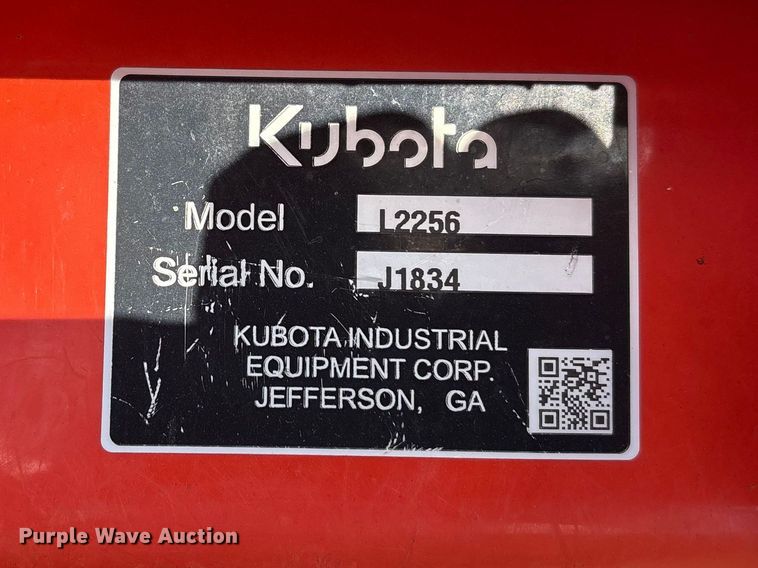 Kubota
Model L2256
Serial No. J1834
KUBOTA INDUSTRIAL
EQUIPMENT CORP.
JEFFERSON, GA
Purple Wave Auction